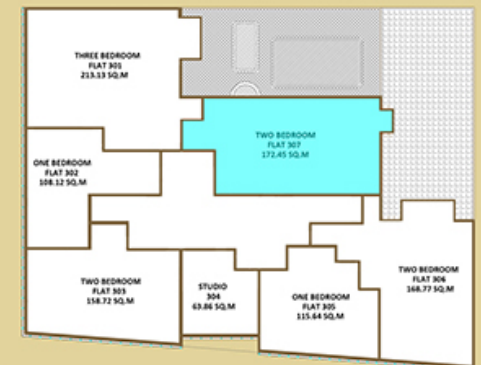 THREE BEDROOM
FLAT 301
213.13 SQ.M
TWO BEDROOM
FLAT 307
172.45 SQ.M
ONE BEDROOM
FLAT 302
108.12 SQ.M
TWO BEDROOM
FLAT 303
158.72 SQ.M
STUDIO
304
63.86 SQ.M
ONE BEDROOM
FLAT 305
115.64 SQ.M
TWO BEDROOM
FLAT 306
168.77 SQ.M